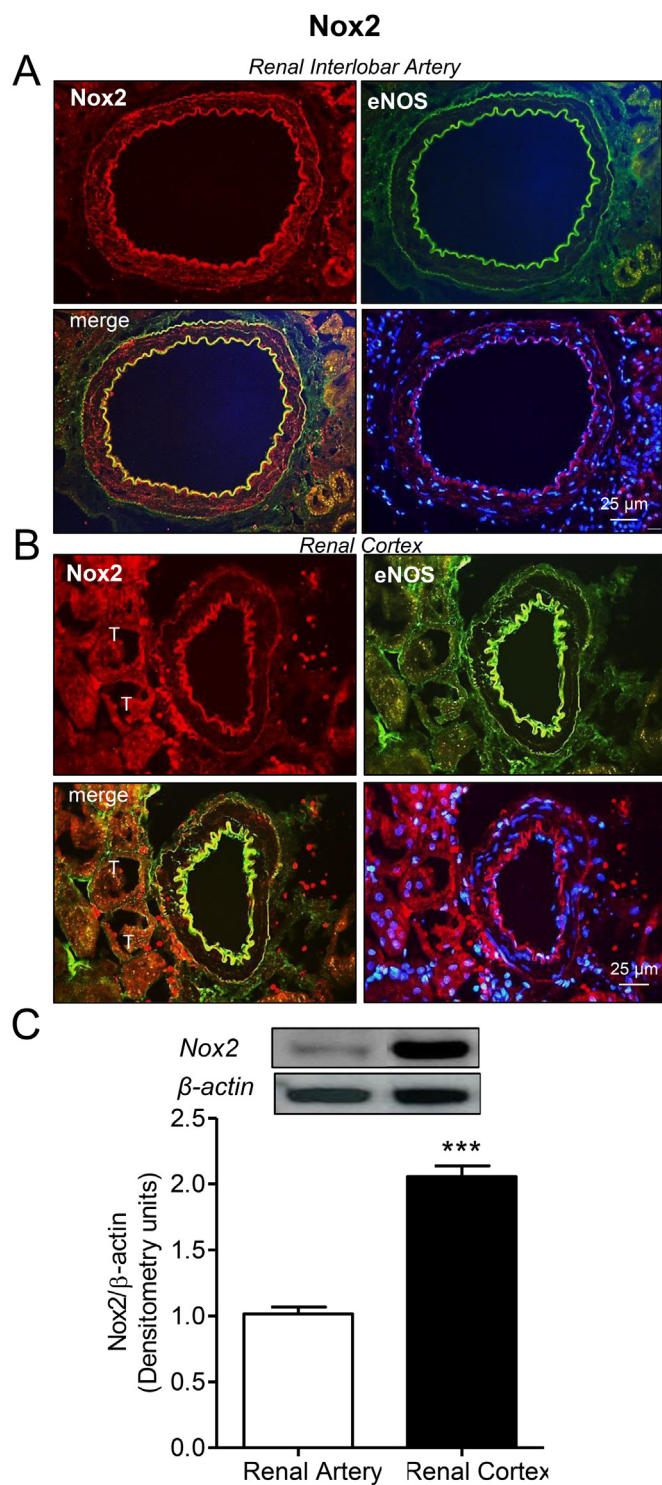 Nox2
A
Renal Interlobar Artery
Nox2
eNOS
merge
25 µm
B
Renal Cortex
Nox2
eNOS
T
T
merge
T
T
25 µm
C
Nox2
β-actin
Nox2/β-actin
(Densitometry units)
2.5
2.0
1.5
1.0
0.5
0.0
***
Renal Artery
Renal Cortex